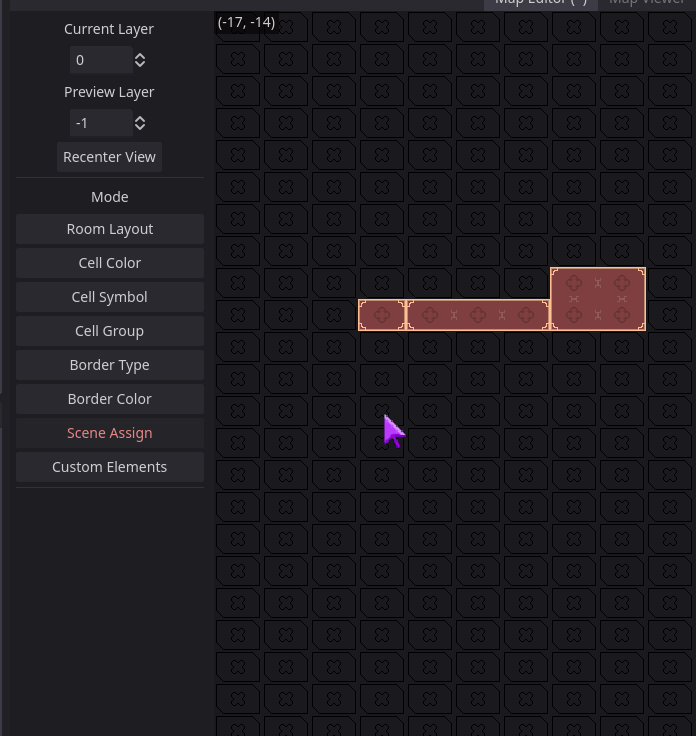 Map Editor (*) Map Viewer
Current Layer
(-17, -14)
0
Preview Layer
-1
Recenter View
Mode
Room Layout
Cell Color
Cell Symbol
Cell Group
Border Type
Border Color
Scene Assign
Custom Elements